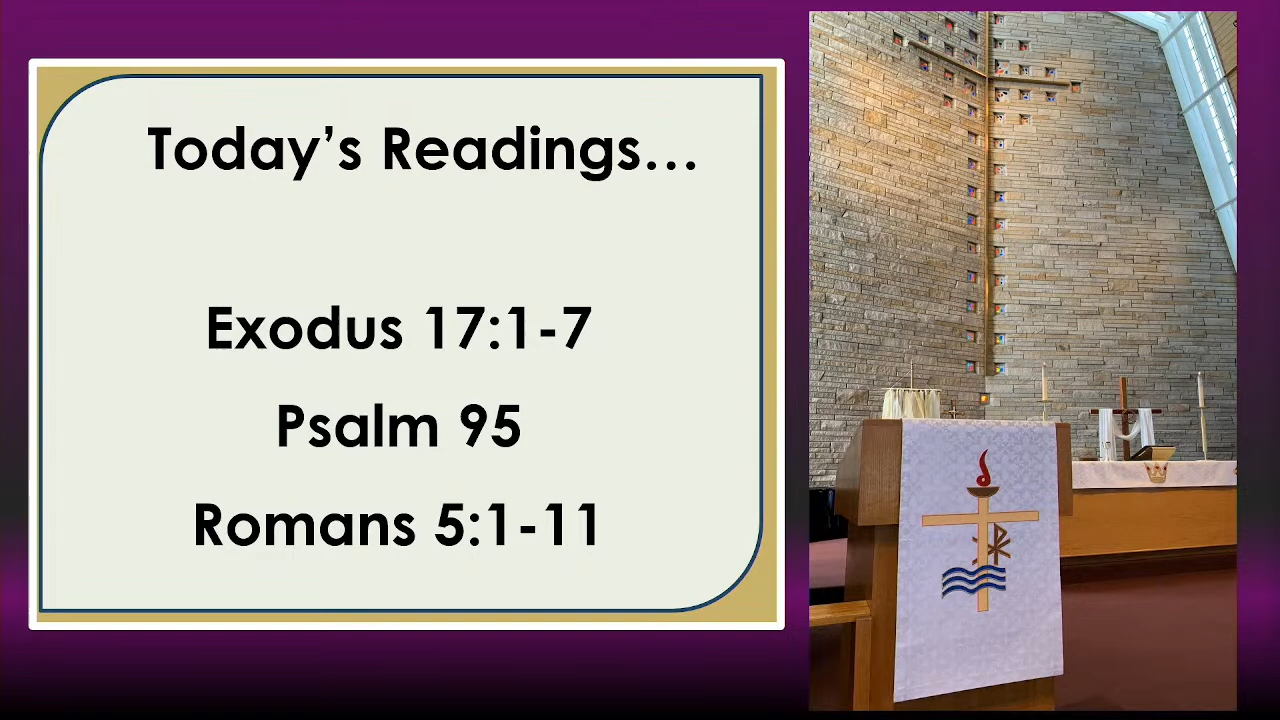 Today’s Readings…
Exodus 17:1-7
Psalm 95
Romans 5:1-11